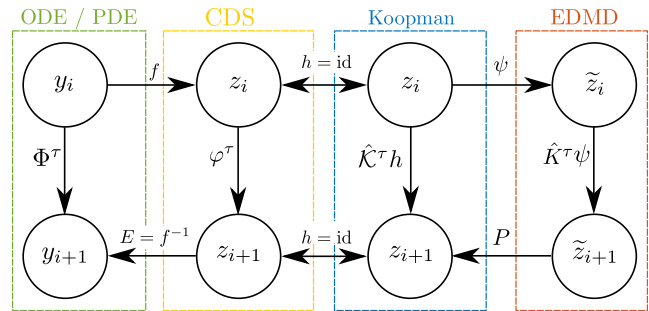 ODE / PDE CDS Koopman EDMD
y_i f z_i h = id z_i ψ z̃_i
Φ^τ φ^τ 𝒦̂^τ h K̂^τ ψ
y_{i+1} E = f^{-1} z_{i+1} h = id z_{i+1} P z̃_{i+1}